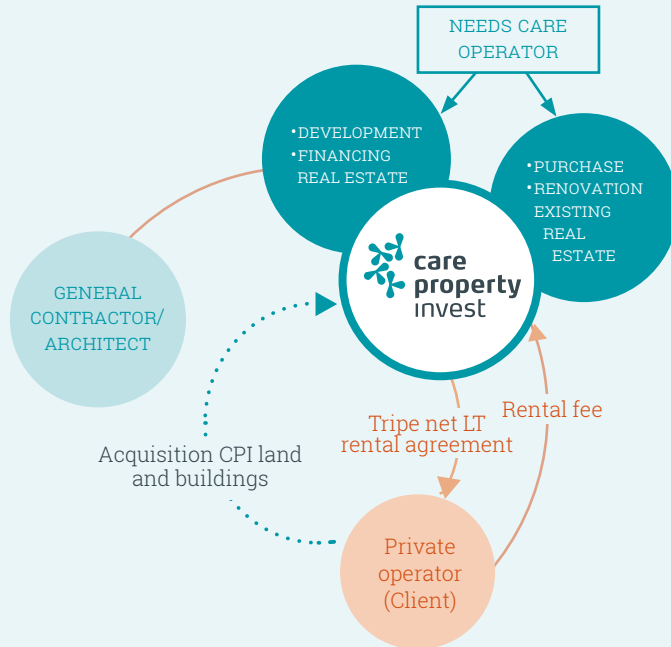 NEEDS CARE
OPERATOR
•DEVELOPMENT
•FINANCING
REAL ESTATE
•PURCHASE
•RENOVATION
EXISTING
REAL
ESTATE
care
property
invest
GENERAL
CONTRACTOR/
ARCHITECT
Tripe net LT
rental agreement
Rental fee
Acquisition CPI land
and buildings
Private
operator
(Client)